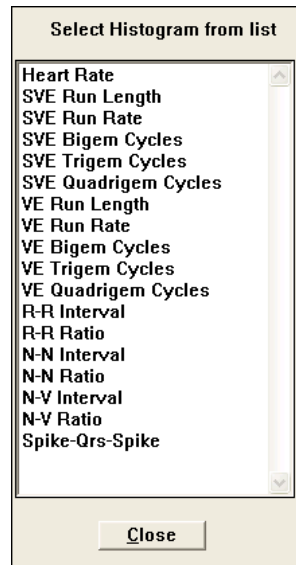 Select Histogram from list
Heart Rate
SVE Run Length
SVE Run Rate
SVE Bigem Cycles
SVE Trigem Cycles
SVE Quadrigem Cycles
VE Run Length
VE Run Rate
VE Bigem Cycles
VE Trigem Cycles
VE Quadrigem Cycles
R-R Interval
R-R Ratio
N-N Interval
N-N Ratio
N-V Interval
N-V Ratio
Spike-Qrs-Spike
Close